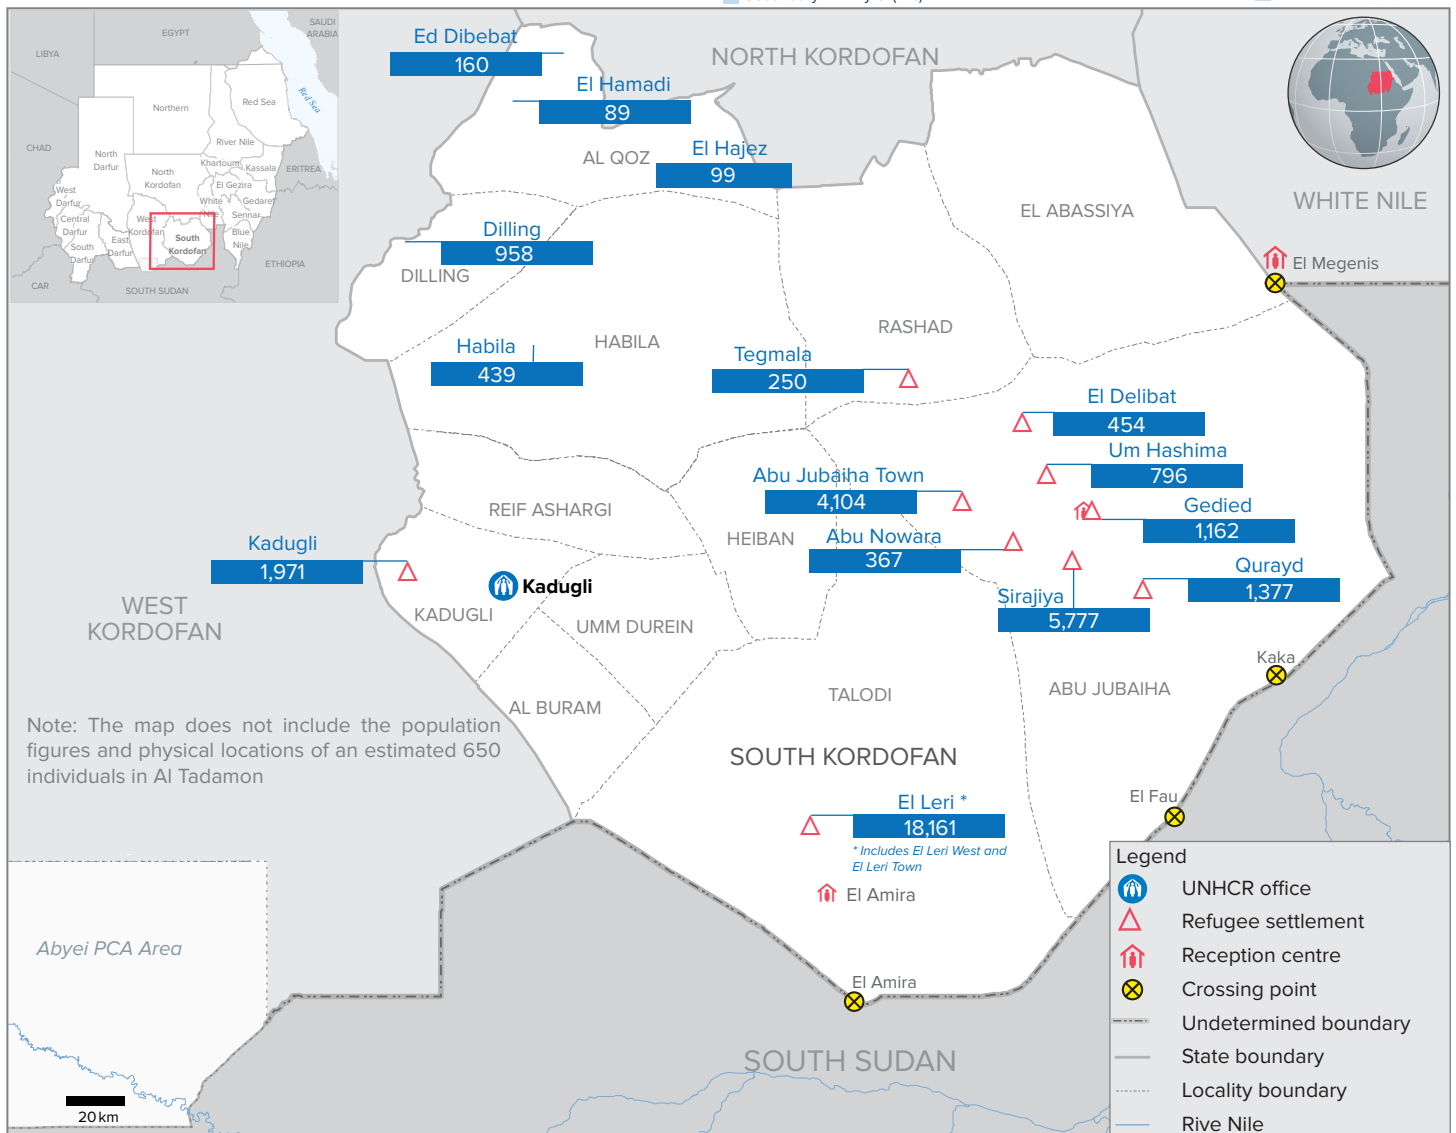 SAUDI
ARABIA
EGYPT
LIBYA
Red Sea
Northern
Red Sea
CHAD
River Nile
North
Darfur
Khartoum
Kassala
ERITREA
North
Kordofan
El Gezira
West
Darfur
White
Nile
Gedaref
Sennar
Central
Darfur
West
Kordofan
South
Kordofan
Blue
Nile
East
Darfur
South
Darfur
ETHIOPIA
CAR
SOUTH SUDAN
Ed Dibebat
160
NORTH KORDOFAN
El Hamadi
89
AL QOZ
El Hajez
99
WHITE NILE
EL ABASSIYA
Dilling
958
DILLING
El Megenis
RASHAD
HABILA
Habila
439
Tegmala
250
El Delibat
454
Um Hashima
796
Abu Jubaiha Town
4,104
REIF ASHARGI
Gedied
1,162
HEIBAN
Abu Nowara
367
Kadugli
1,971
Qurayd
1,377
Kadugli
Sirajiya
5,777
WEST
KORDOFAN
KADUGLI
UMM DUREIN
Kaka
TALODI
ABU JUBAIHA
AL BURAM
Note: The map does not include the population
figures and physical locations of an estimated 650
individuals in Al Tadamon
SOUTH KORDOFAN
El Fau
El Leri *
18,161
* Includes El Leri West and
El Leri Town
El Amira
El Amira
Abyei PCA Area
SOUTH SUDAN
20 km
Legend
UNHCR office
Refugee settlement
Reception centre
Crossing point
Undetermined boundary
State boundary
Locality boundary
Rive Nile